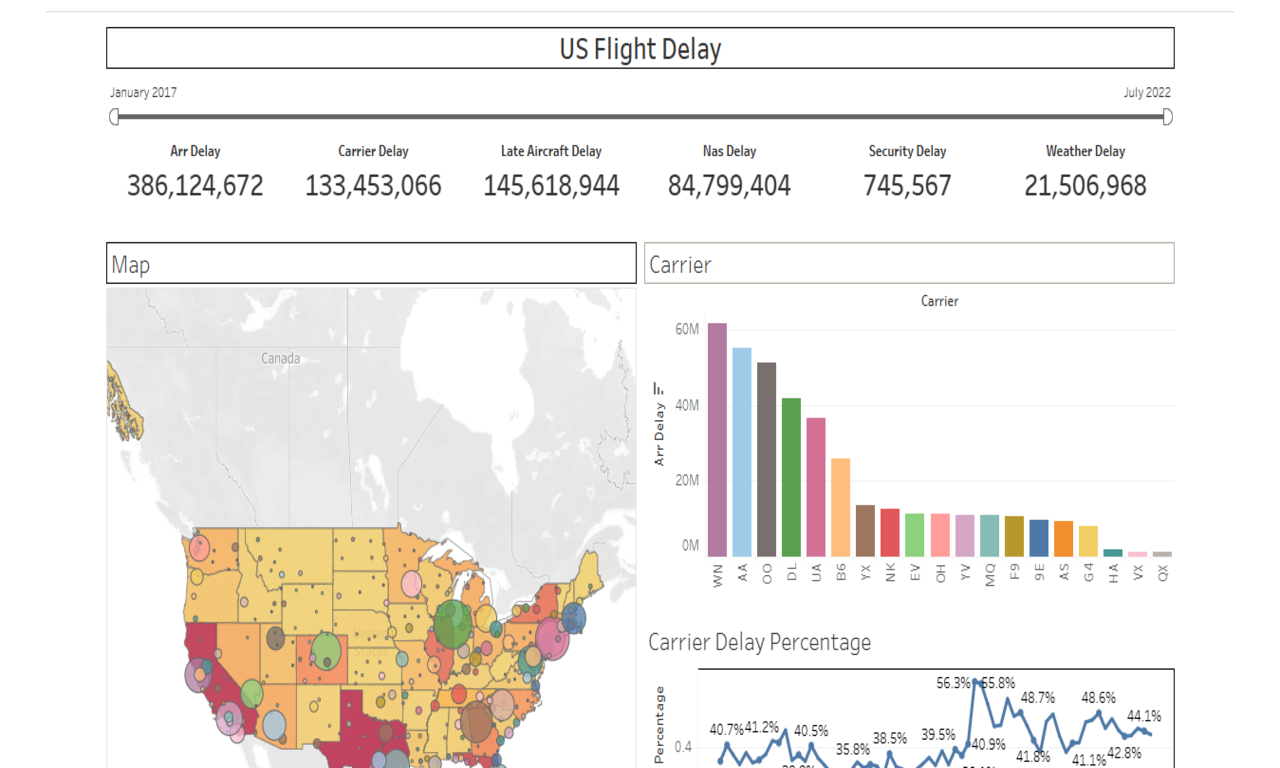 US Flight Delay
January 2017
July 2022
Arr Delay
Carrier Delay
Late Aircraft Delay
Nas Delay
Security Delay
Weather Delay
386,124,672
133,453,066
145,618,944
84,799,404
745,567
21,506,968
Map
Canada
States
Carrier
Carrier
60M
40M
20M
0M
Arr Delay
WN
AA
OO
DL
UA
B6
YX
NK
EV
OH
YV
MQ
F9
9E
AS
G4
HA
VX
QX
Carrier Delay Percentage
Percentage
0.4
40.7%
41.2%
40.5%
35.8%
38.5%
39.5%
56.3%
55.8%
40.9%
48.7%
41.8%
48.6%
41.1%
42.8%
44.1%